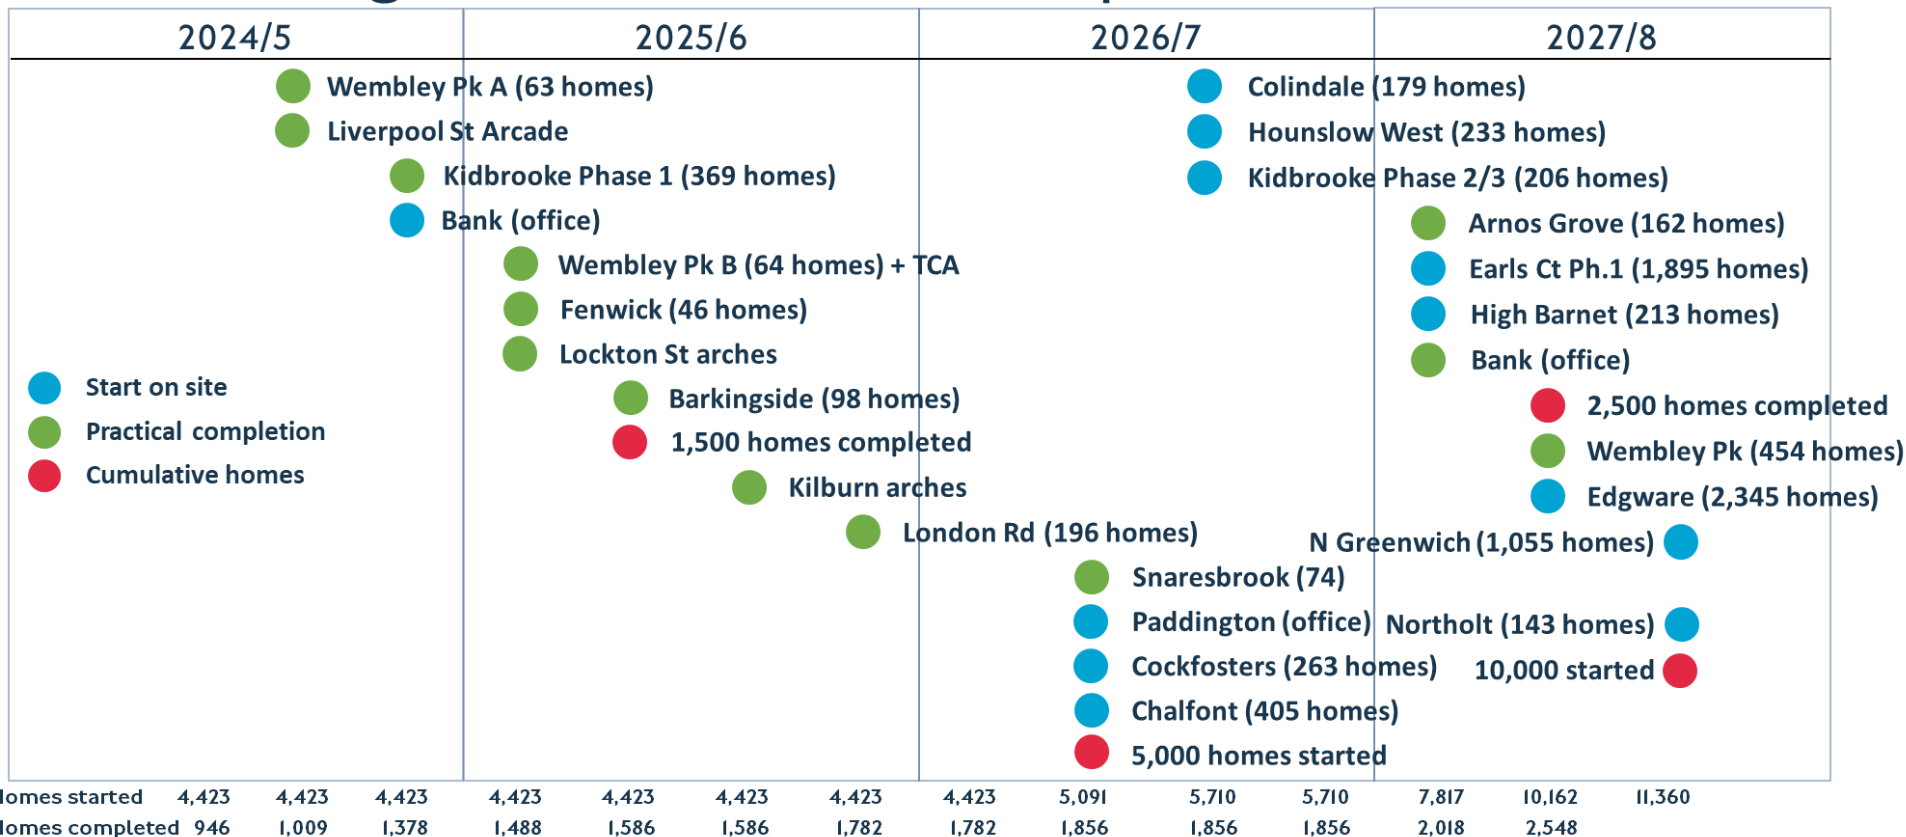 2024/5 2025/6 2026/7 2027/8
Wembley Pk A (63 homes)
Liverpool St Arcade
Kidbrooke Phase 1 (369 homes)
Bank (office)
Wembley Pk B (64 homes) + TCA
Fenwick (46 homes)
Lockton St arches
Barkingside (98 homes)
1,500 homes completed
Kilburn arches
London Rd (196 homes)
Snaresbrook (74)
Paddington (office)
Cockfosters (263 homes)
Chalfont (405 homes)
5,000 homes started
Colindale (179 homes)
Hounslow West (233 homes)
Kidbrooke Phase 2/3 (206 homes)
Arnos Grove (162 homes)
Earls Ct Ph.1 (1,895 homes)
High Barnet (213 homes)
Bank (office)
2,500 homes completed
Wembley Pk (454 homes)
Edgware (2,345 homes)
N Greenwich (1,055 homes)
Northolt (143 homes)
10,000 started
Start on site
Practical completion
Cumulative homes
omes started 4,423 4,423 4,423 4,423 4,423 4,423 4,423 4,423 5,091 5,710 5,710 7,817 10,162 11,360
omes completed 946 1,009 1,378 1,488 1,586 1,586 1,782 1,782 1,856 1,856 1,856 2,018 2,548